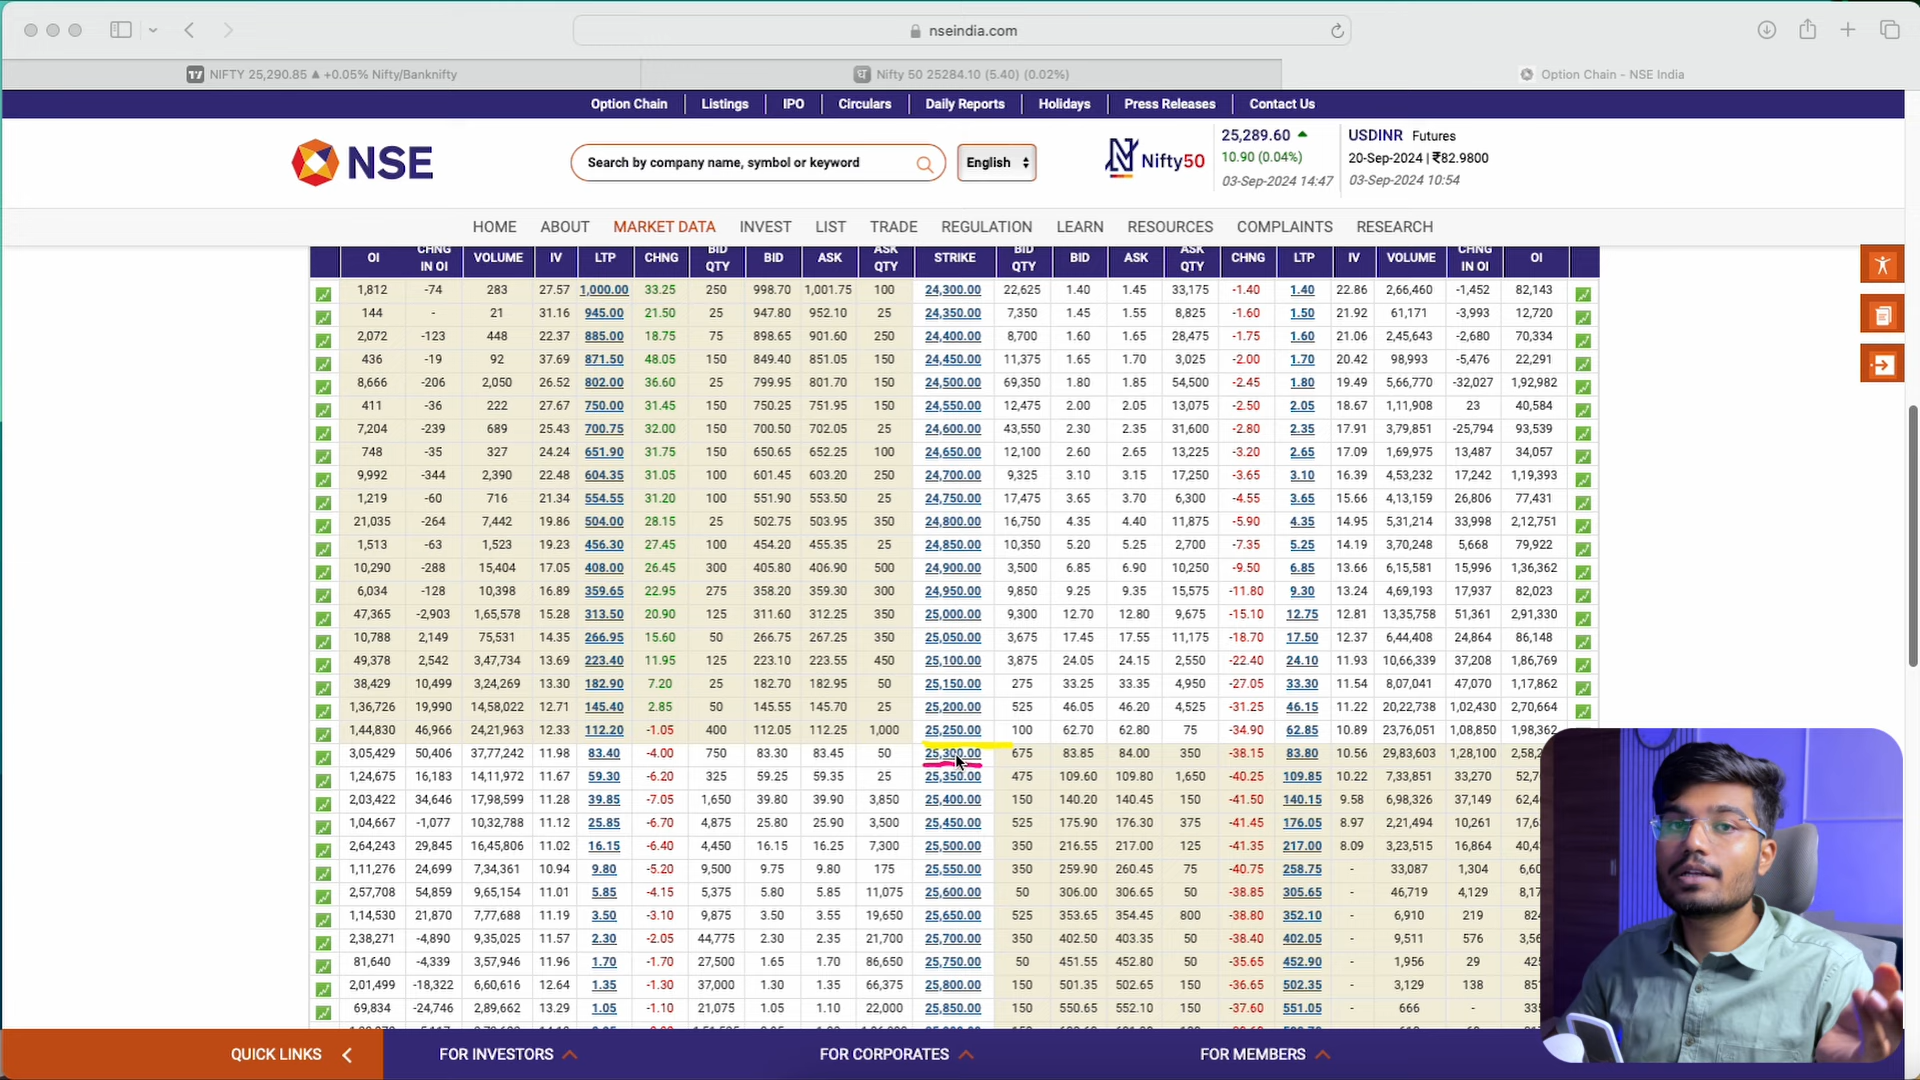 nseindia.com
NIFTY 25,290.85 ▲ +0.05% Nifty/Banknifty
Nifty 50 25284.10 (5.40) (0.02%)
Option Chain – NSE India
Option Chain Listings IPO Circulars Daily Reports Holidays Press Releases Contact Us
NSE
Search by company name, symbol or keyword
English
Nifty50
25,289.60
10.90 (0.04%)
03-Sep-2024 14:47
USDINR Futures
20-Sep-2024 | ₹82.9800
03-Sep-2024 10:54
HOME ABOUT MARKET DATA INVEST LIST TRADE REGULATION LEARN RESOURCES COMPLAINTS RESEARCH
OI CHNG IN OI VOLUME IV LTP CHNG BID QTY BID ASK ASK QTY STRIKE BID QTY BID ASK ASK QTY CHNG LTP IV VOLUME CHNG IN OI OI
1,812 -74 283 27.57 1,000.00 33.25 250 998.70 1,001.75 100 24,300.00 22,625 1.40 1.45 33,175 -1.40 1.40 22.86 2,66,460 -1,452 82,143
144 - 21 31.16 945.00 21.50 25 947.80 952.10 25 24,350.00 7,350 1.45 1.55 8,825 -1.60 1.50 21.92 61,171 -3,993 12,720
2,072 -123 448 22.37 885.00 18.75 75 898.65 901.60 250 24,400.00 8,700 1.60 1.65 28,475 -1.75 1.60 21.06 2,45,643 -2,680 70,334
436 -19 92 37.69 871.50 48.05 150 849.40 851.05 150 24,450.00 11,375 1.65 1.70 3,025 -2.00 1.70 20.42 98,993 -5,476 22,291
8,666 -206 2,050 26.52 802.00 36.60 25 799.95 801.70 150 24,500.00 69,350 1.80 1.85 54,500 -2.45 1.80 19.49 5,66,770 -32,027 1,92,982
411 -36 222 27.67 750.00 31.45 150 750.25 751.95 150 24,550.00 12,475 2.00 2.05 13,075 -2.50 2.05 18.67 1,11,908 23 40,584
7,204 -239 689 25.43 700.75 32.00 150 700.50 702.05 25 24,600.00 43,550 2.30 2.35 31,600 -2.80 2.35 17.91 3,79,851 -25,794 93,539
748 -35 327 24.24 651.90 31.75 150 650.65 652.25 100 24,650.00 12,100 2.60 2.65 13,225 -3.20 2.65 17.09 1,69,975 13,487 34,057
9,992 -344 2,390 22.48 604.35 31.05 100 601.45 603.20 250 24,700.00 9,325 3.10 3.15 17,250 -3.65 3.10 16.39 4,53,232 17,242 1,19,393
1,219 -60 716 21.34 554.55 31.20 100 551.90 553.50 25 24,750.00 17,475 3.65 3.70 6,300 -4.55 3.65 15.66 4,13,159 26,806 77,431
21,035 -264 7,442 19.86 504.00 28.15 25 502.75 503.95 350 24,800.00 16,750 4.35 4.40 11,875 -5.90 4.35 14.95 5,31,214 33,998 2,12,751
1,513 -63 1,523 19.23 456.30 27.45 100 454.20 455.35 25 24,850.00 10,350 5.20 5.25 2,700 -7.35 5.25 14.19 3,70,248 5,668 79,922
10,290 -288 15,404 17.05 408.00 26.45 300 405.80 406.90 500 24,900.00 3,500 6.85 6.90 10,250 -9.50 6.85 13.66 6,15,581 15,996 1,36,362
6,034 -128 10,398 16.89 359.65 22.95 275 358.20 359.30 300 24,950.00 9,850 9.25 9.35 15,575 -11.80 9.30 13.24 4,69,193 17,937 82,023
47,365 -2,903 1,65,578 15.28 313.50 20.90 125 311.60 312.25 350 25,000.00 9,300 12.70 12.80 9,675 -15.10 12.75 12.81 13,35,758 51,361 2,91,330
10,788 2,149 75,531 14.35 266.95 15.60 50 266.75 267.25 350 25,050.00 3,675 17.45 17.55 11,175 -18.70 17.50 12.37 6,44,408 24,864 86,148
49,378 2,542 3,47,734 13.69 223.40 11.95 125 223.10 223.55 450 25,100.00 3,875 24.05 24.15 2,550 -22.40 24.10 11.93 10,66,339 37,208 1,86,769
38,429 10,499 3,24,269 13.30 182.90 7.20 25 182.70 182.95 50 25,150.00 275 33.25 33.35 4,950 -27.05 33.30 11.54 8,07,041 47,070 1,17,862
1,36,726 19,990 14,58,022 12.71 145.40 2.85 50 145.55 145.70 25 25,200.00 525 46.05 46.20 4,525 -31.25 46.15 11.22 20,22,738 1,02,430 2,70,664
1,44,830 46,966 24,21,963 12.33 112.20 -1.05 400 112.05 112.25 1,000 25,250.00 100 62.70 62.80 75 -34.90 62.85 10.89 23,76,051 1,08,850 1,98,362
3,05,429 50,406 37,77,242 11.98 83.40 -4.00 750 83.30 83.45 50 25,300.00 675 83.85 84.00 350 -38.15 83.80 10.56 29,83,603 1,28,100 2,58,2
1,24,675 16,183 14,11,972 11.67 59.30 -6.20 325 59.25 59.35 25 25,350.00 475 109.60 109.80 1,650 -40.25 109.85 10.22 7,33,851 33,270 52,7
2,03,422 34,646 17,98,599 11.28 39.85 -7.05 1,650 39.80 39.90 3,850 25,400.00 150 140.20 140.45 150 -41.50 140.15 9.58 6,98,326 37,149 62,4
1,04,667 -1,077 10,32,788 11.12 25.85 -6.70 4,875 25.80 25.90 3,500 25,450.00 525 175.90 176.30 375 -41.45 176.05 8.97 2,21,494 10,261 17,6
2,64,243 29,845 16,45,806 11.02 16.15 -6.40 4,450 16.15 16.25 7,300 25,500.00 350 216.55 217.00 125 -41.35 217.00 8.09 3,23,515 16,864 40,4
1,11,276 24,699 7,34,361 10.94 9.80 -5.20 9,500 9.75 9.80 175 25,550.00 350 259.90 260.45 75 -40.75 258.75 - 33,087 1,304 6,60
2,57,708 54,859 9,65,154 11.01 5.85 -4.15 5,375 5.80 5.85 11,075 25,600.00 50 306.00 306.65 50 -38.85 305.65 - 46,719 4,129 8,17
1,14,530 21,870 7,77,688 11.19 3.50 -3.10 9,875 3.50 3.55 19,650 25,650.00 525 353.65 354.45 800 -38.80 352.10 - 6,910 219 824
2,38,271 -4,890 9,35,025 11.57 2.30 -2.05 44,775 2.30 2.35 21,700 25,700.00 350 402.50 403.35 50 -38.40 402.05 - 9,511 576 3,56
81,640 -4,339 3,57,946 11.96 1.70 -1.70 27,500 1.65 1.70 86,650 25,750.00 50 451.55 452.80 50 -35.65 452.90 - 1,956 29 425
2,01,499 -18,322 6,60,616 12.64 1.35 -1.30 37,000 1.30 1.35 66,375 25,800.00 150 501.35 502.65 150 -36.65 502.35 - 3,129 138 851
69,834 -24,746 2,89,662 13.29 1.05 -1.10 21,075 1.05 1.10 22,000 25,850.00 150 550.65 552.10 150 -37.60 551.05 - 666 - 335
QUICK LINKS FOR INVESTORS FOR CORPORATES FOR MEMBERS